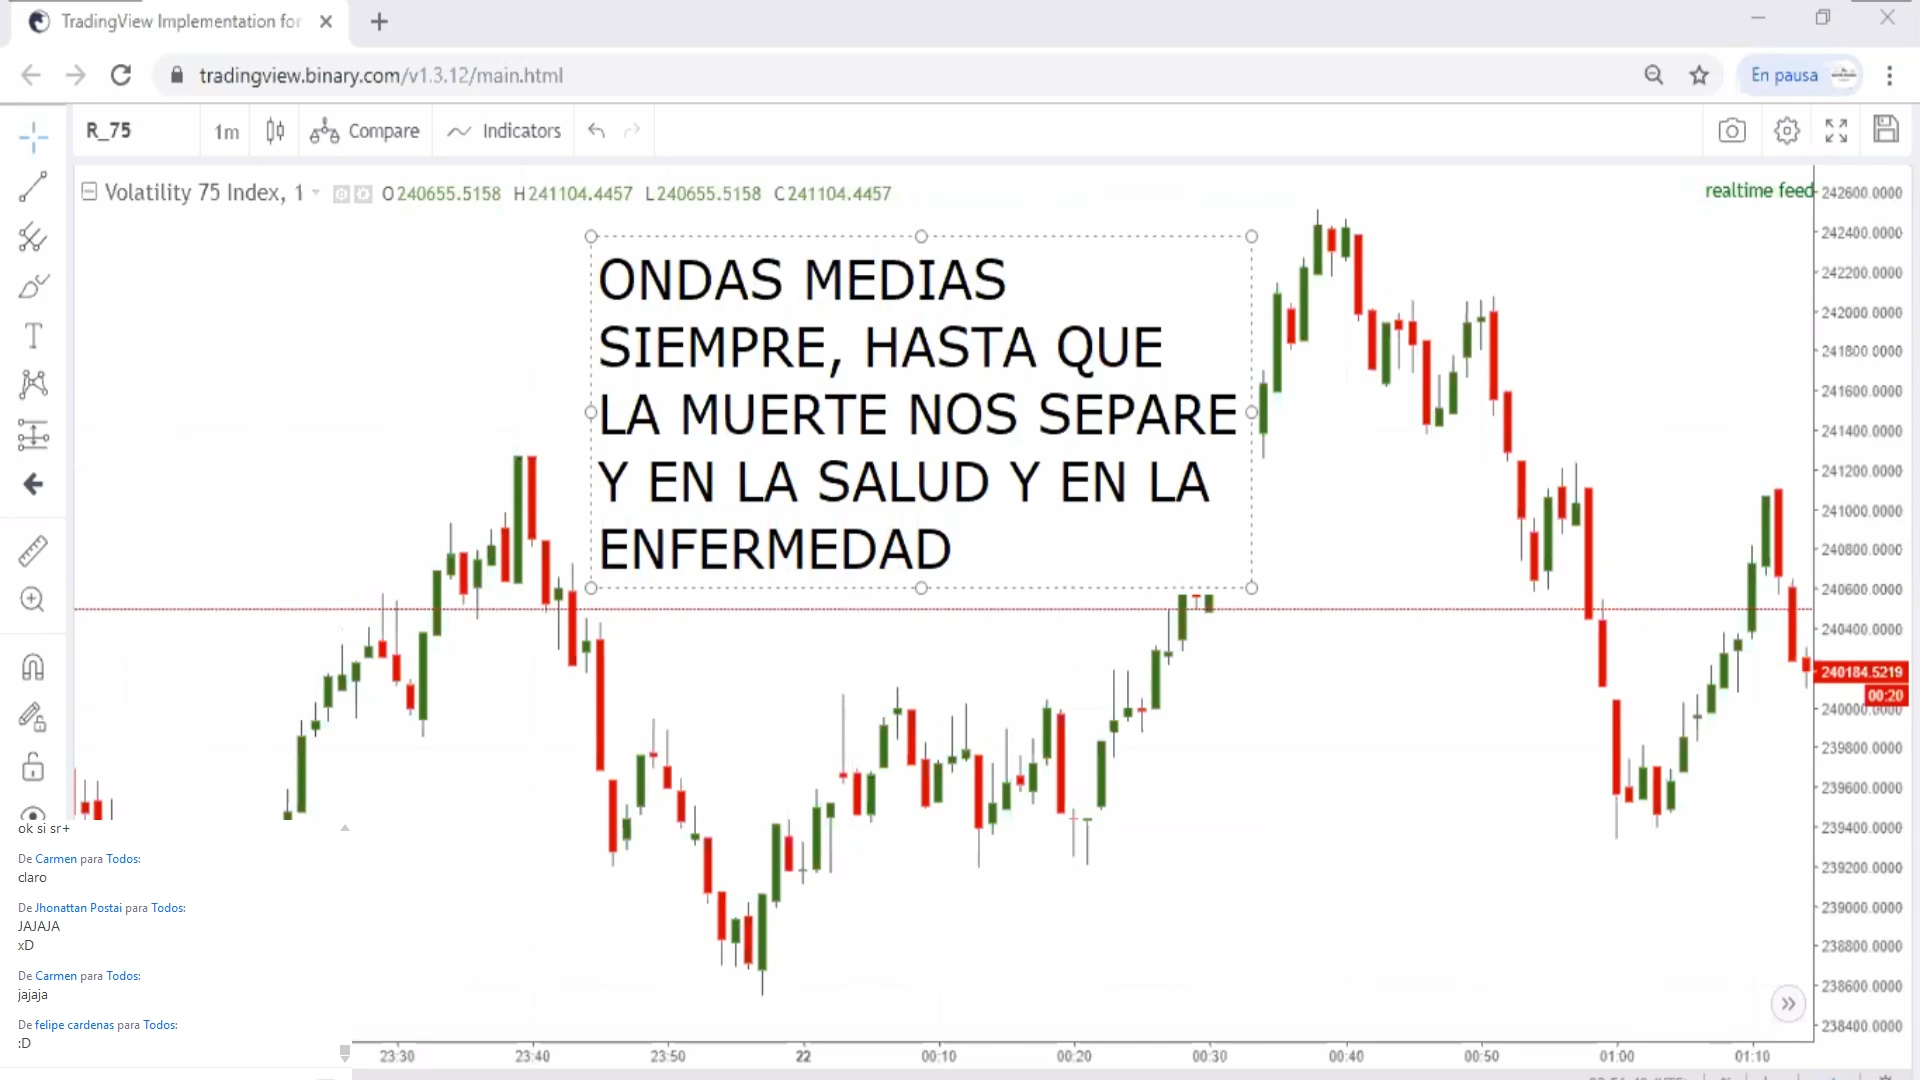 TradingView Implementation for
tradingview.binary.com/v1.3.12/main.html
En pausa
R_75
1m
Compare
Indicators
Volatility 75 Index, 1
O240655.5158 H241104.4457 L240655.5158 C241104.4457
realtime feed
ONDAS MEDIAS
SIEMPRE, HASTA QUE
LA MUERTE NOS SEPARE
Y EN LA SALUD Y EN LA
ENFERMEDAD
242600.0000
242400.0000
242200.0000
242000.0000
241800.0000
241600.0000
241400.0000
241200.0000
241000.0000
240800.0000
240600.0000
240400.0000
240184.5219
00:20
240000.0000
239800.0000
239600.0000
239400.0000
239200.0000
239000.0000
238800.0000
238600.0000
238400.0000
ok si sr+
De Carmen para Todos:
claro
De Jhonattan Postai para Todos:
JAJAJA
xD
De Carmen para Todos:
jajaja
De felipe cardenas para Todos:
:D
23:30 23:40 23:50 22 00:10 00:20 00:30 00:40 00:50 01:00 01:10